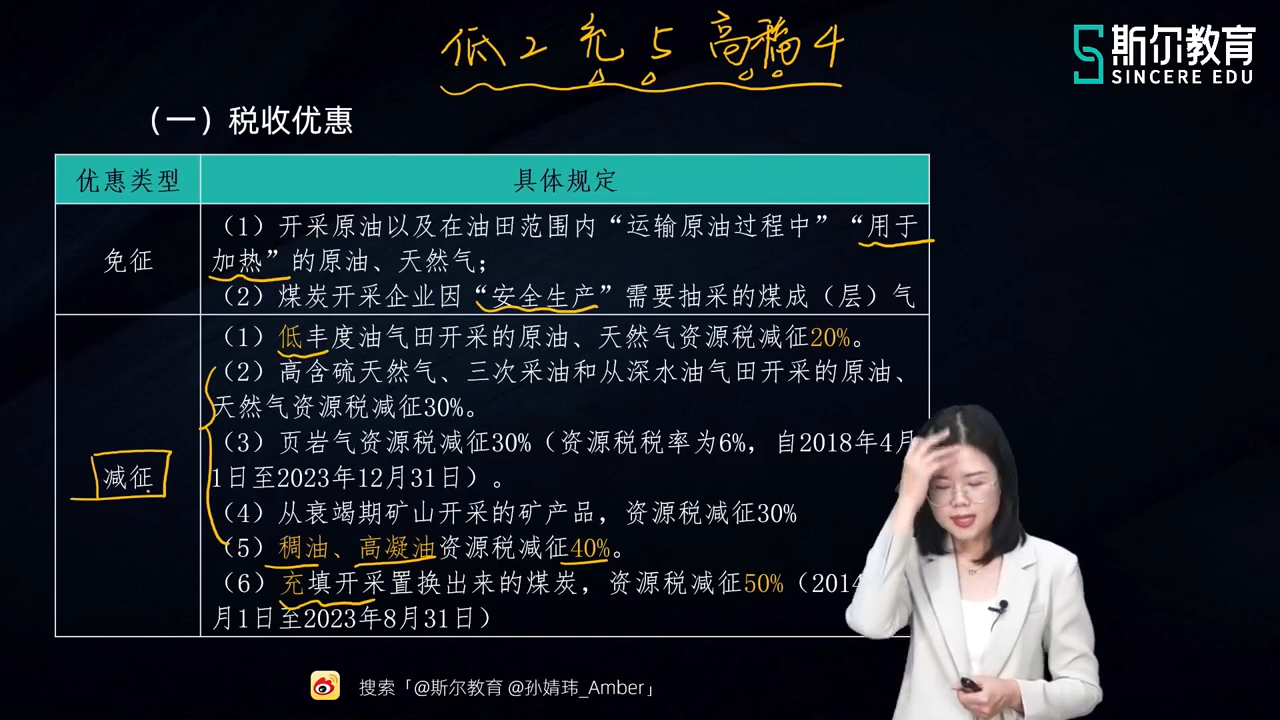 低2 充5 高稠4
斯尔教育
SINCERE EDU
（一）税收优惠
优惠类型
具体规定
免征
（1）开采原油以及在油田范围内“运输原油过程中”“用于
加热”的原油、天然气；
（2）煤炭开采企业因“安全生产”需要抽采的煤成（层）气
减征
（1）低丰度油气田开采的原油、天然气资源税减征20%。
（2）高含硫天然气、三次采油和从深水油气田开采的原油、
天然气资源税减征30%。
（3）页岩气资源税减征30%（资源税税率为6%，自2018年4月
1日至2023年12月31日）。
（4）从衰竭期矿山开采的矿产品，资源税减征30%
（5）稠油、高凝油资源税减征40%。
（6）充填开采置换出来的煤炭，资源税减征50%（2014
月1日至2023年8月31日）
搜索「@斯尔教育 @孙婧玮_Amber」